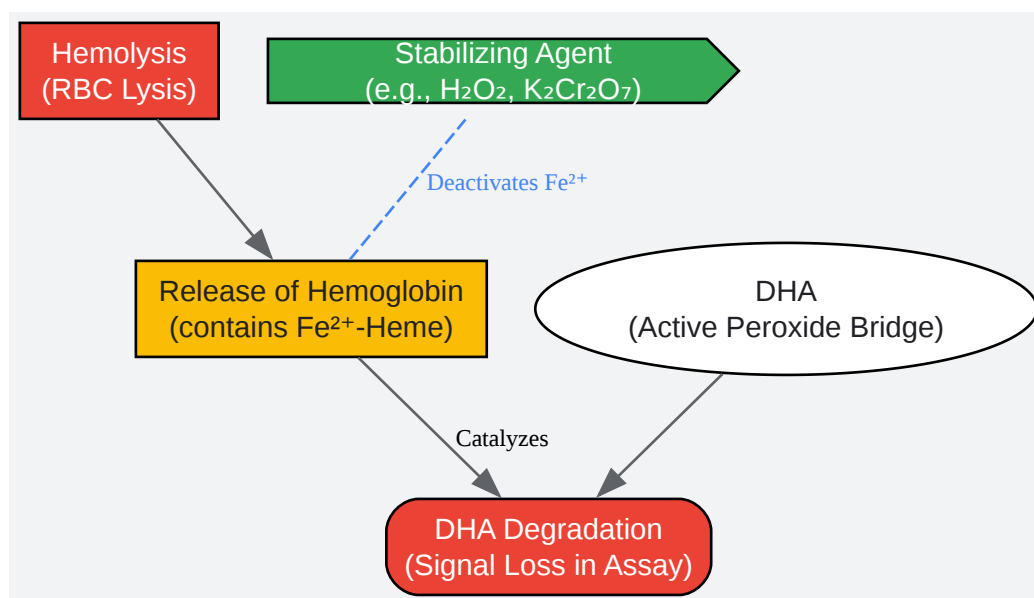 Hemolysis
(RBC Lysis)
Stabilizing Agent
(e.g., H₂O₂, K₂Cr₂O₇)
Deactivates Fe²⁺
Release of Hemoglobin
(contains Fe²⁺-Heme)
DHA
(Active Peroxide Bridge)
Catalyzes
DHA Degradation
(Signal Loss in Assay)